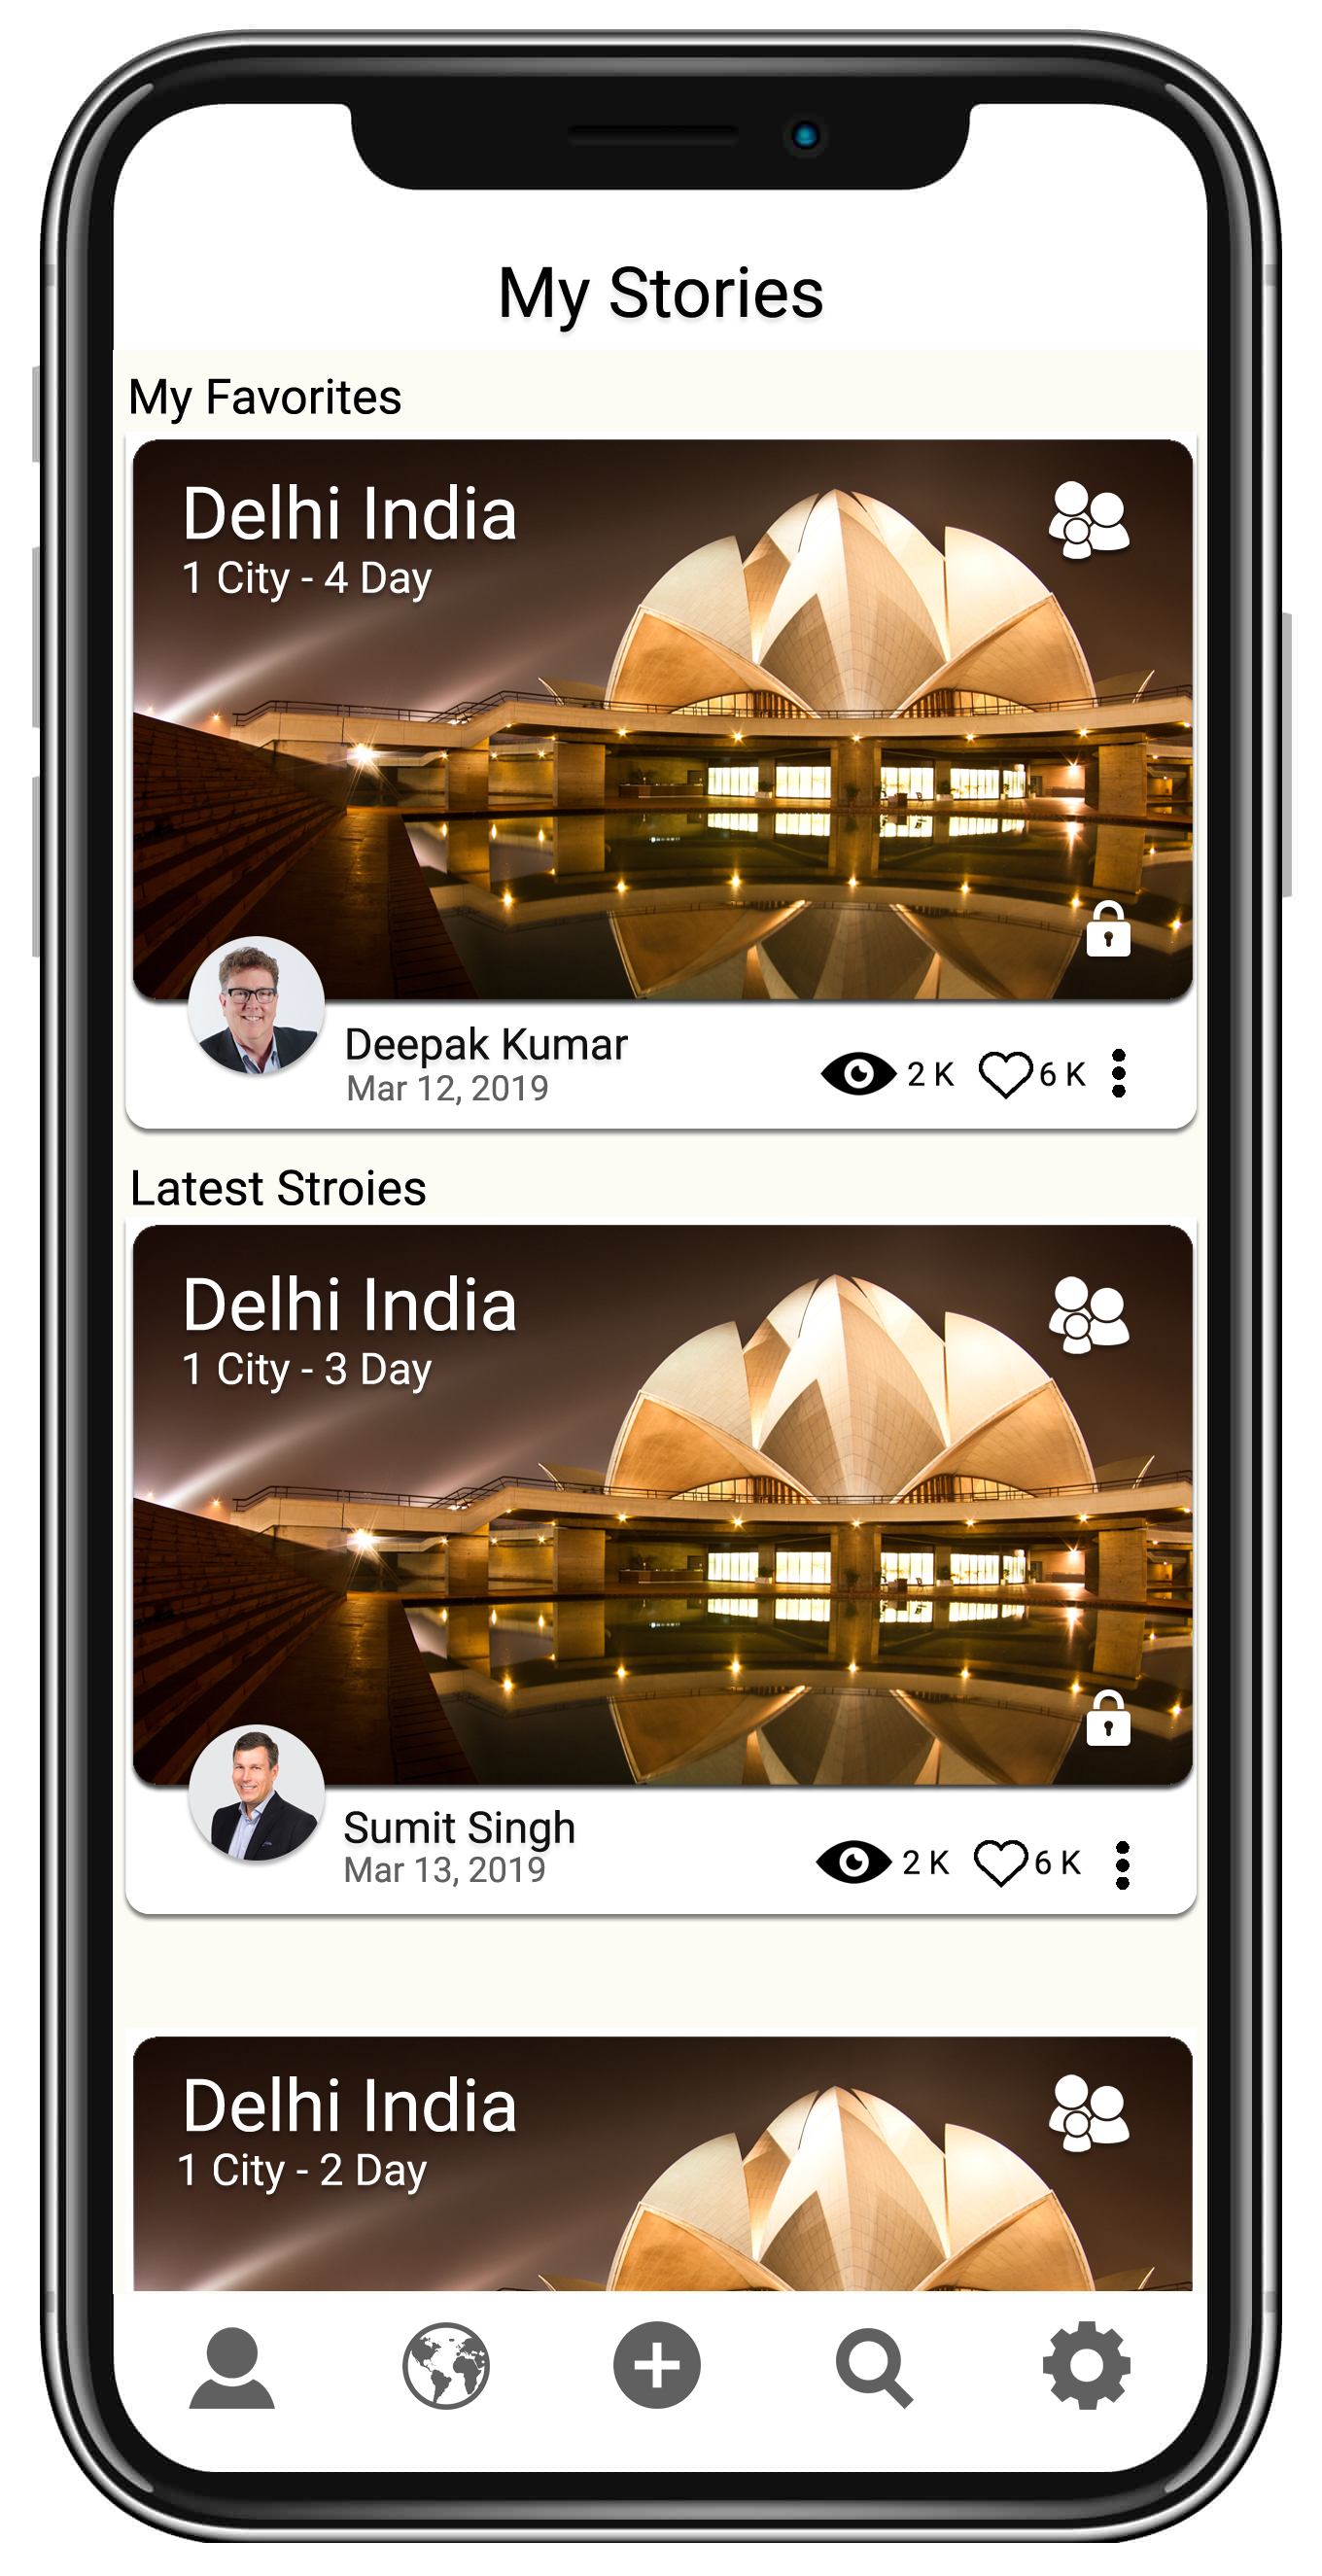 My Stories
My Favorites
Delhi India
1 City - 4 Day
Deepak Kumar
Mar 12, 2019
2 K
6 K
Latest Stroies
Delhi India
1 City - 3 Day
Sumit Singh
Mar 13, 2019
2 K
6 K
Delhi India
1 City - 2 Day